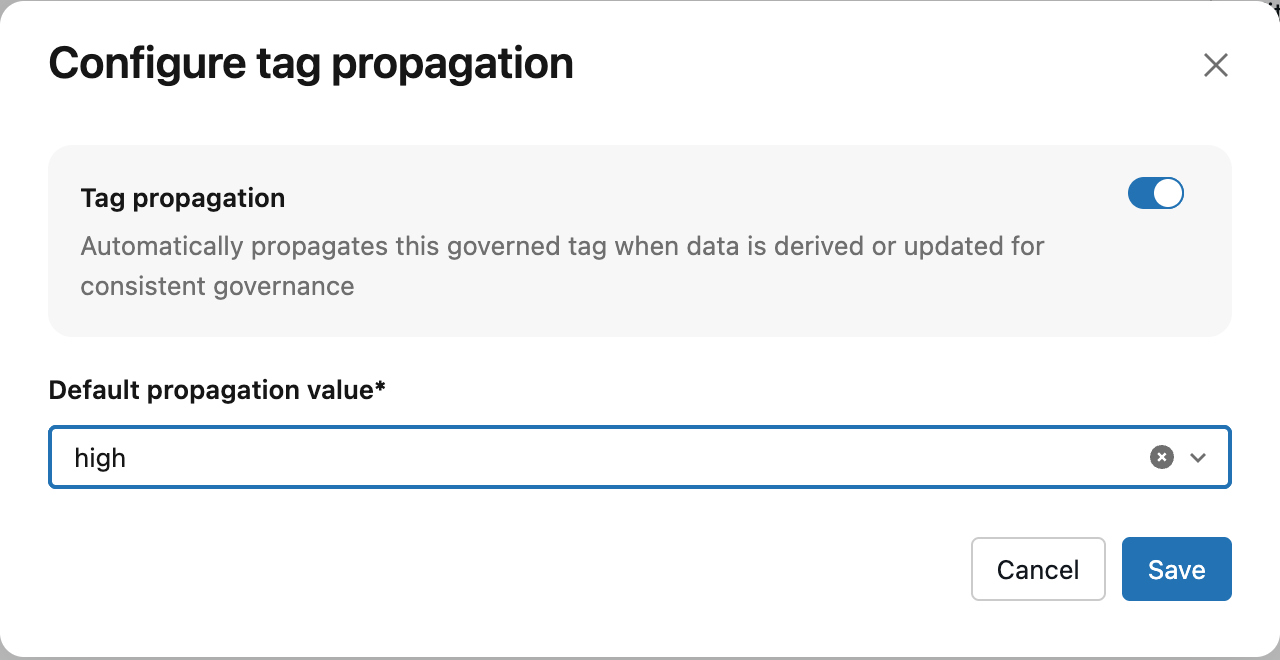 Configure tag propagation
Tag propagation
Automatically propagates this governed tag when data is derived or updated for
consistent governance
Default propagation value*
high
Cancel
Save